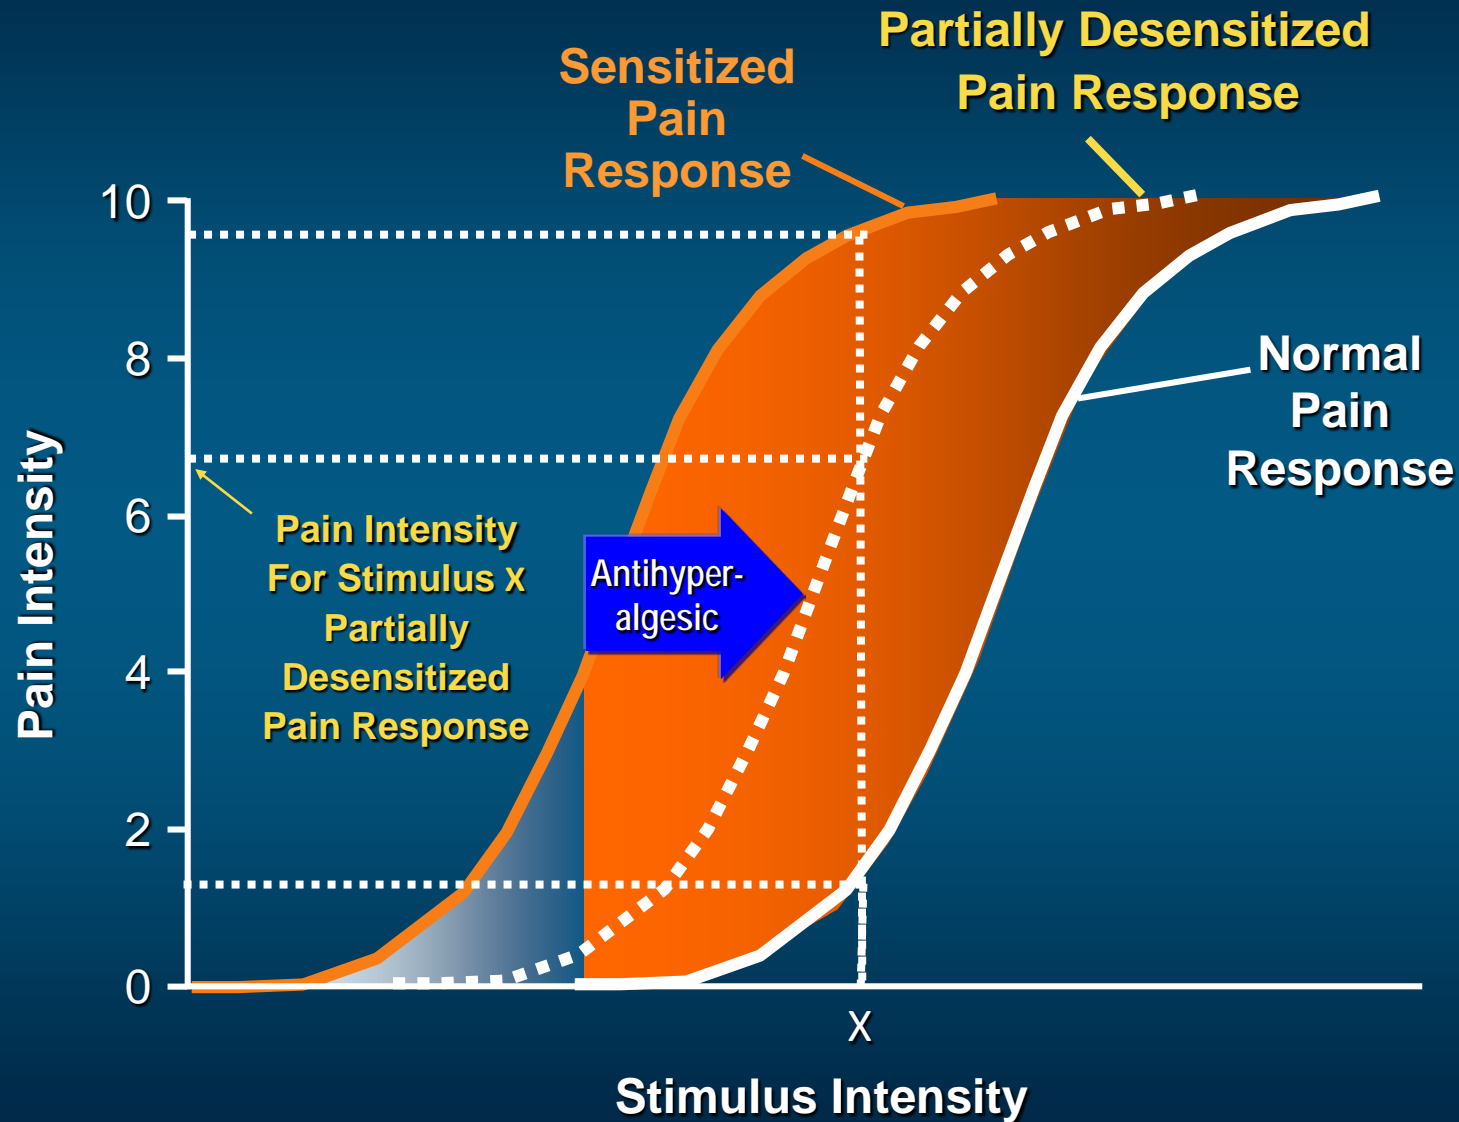 Partially Desensitized
Pain Response
Sensitized
Pain
Response
10
8
6
4
2
0
Pain Intensity
Normal
Pain
Response
Pain Intensity
For Stimulus X
Partially
Desensitized
Pain Response
Antihyper-
algesic
X
Stimulus Intensity